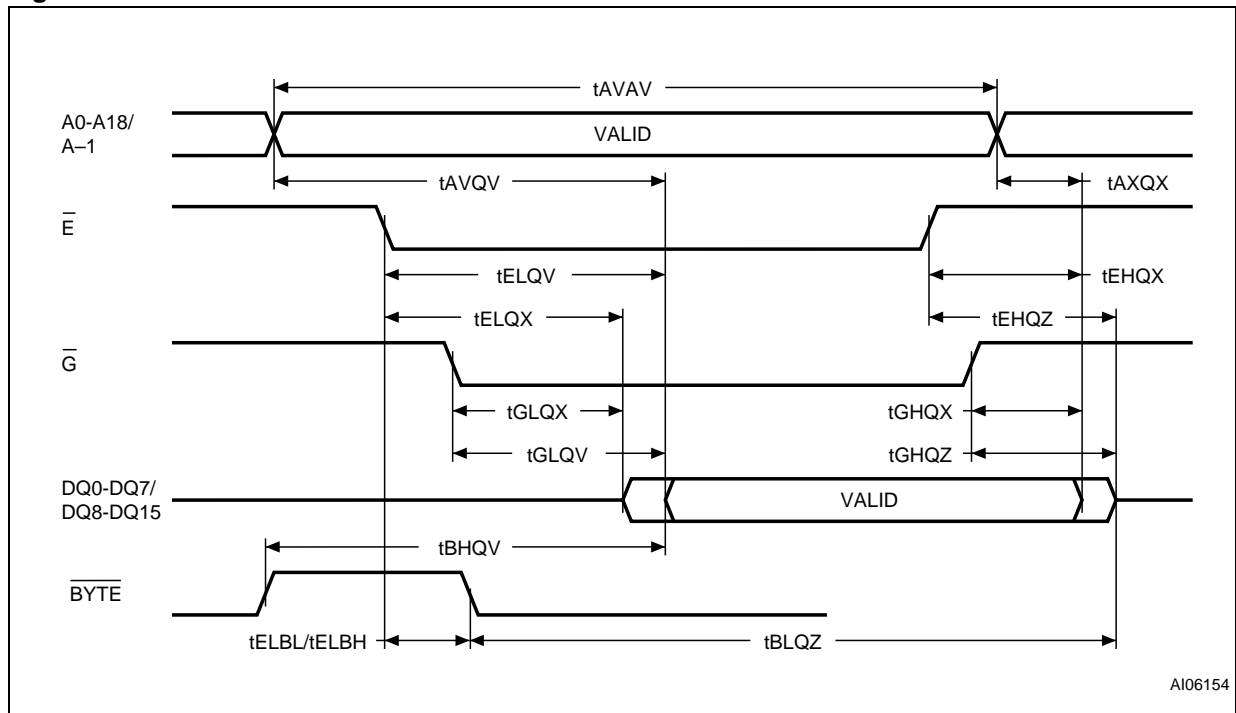 tAVAV
A0-A18/
A–1
VALID
tAVQV
tAXQX
E
tELQV
tEHQX
tELQX
tEHQZ
G
tGLQX
tGHQX
tGLQV
tGHQZ
DQ0-DQ7/
DQ8-DQ15
VALID
tBHQV
BYTE
tELBL/tELBH
tBLQZ
AI06154